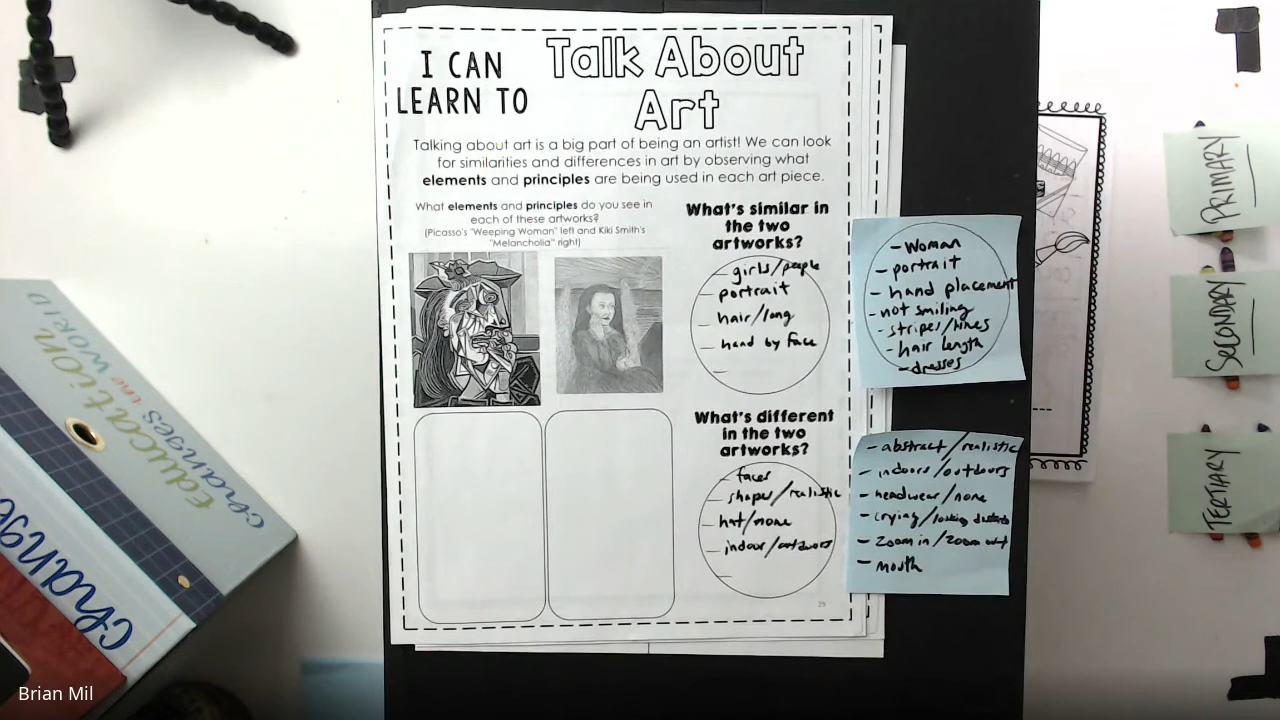 I CAN
LEARN TO
Talk About
Art
Talking about art is a big part of being an artist! We can look
for similarities and differences in art by observing what
elements and principles are being used in each art piece.
What elements and principles do you see in
each of these artworks?
(Picasso's "Weeping Woman" left and Kiki Smith's
"Melancholia" right)
What's similar in
the two
artworks?
- girls/people
- portrait
- hair/long
- hand by face
-
What's different
in the two
artworks?
- faces
- shapes/realistic
- hat/none
- indoor/outdoors
-
29
- Woman
- portrait
- hand placement
- not smiling
- stripes/lines
- hair length
- dresses
- abstract/realistic
- indoors/outdoors
- headwear/none
- crying/looking
- zoom in/zoom out
- mouth
PRIMARY
SECONDARY
TERTIARY
Education
changes the
WORLD
change
Brian Mil